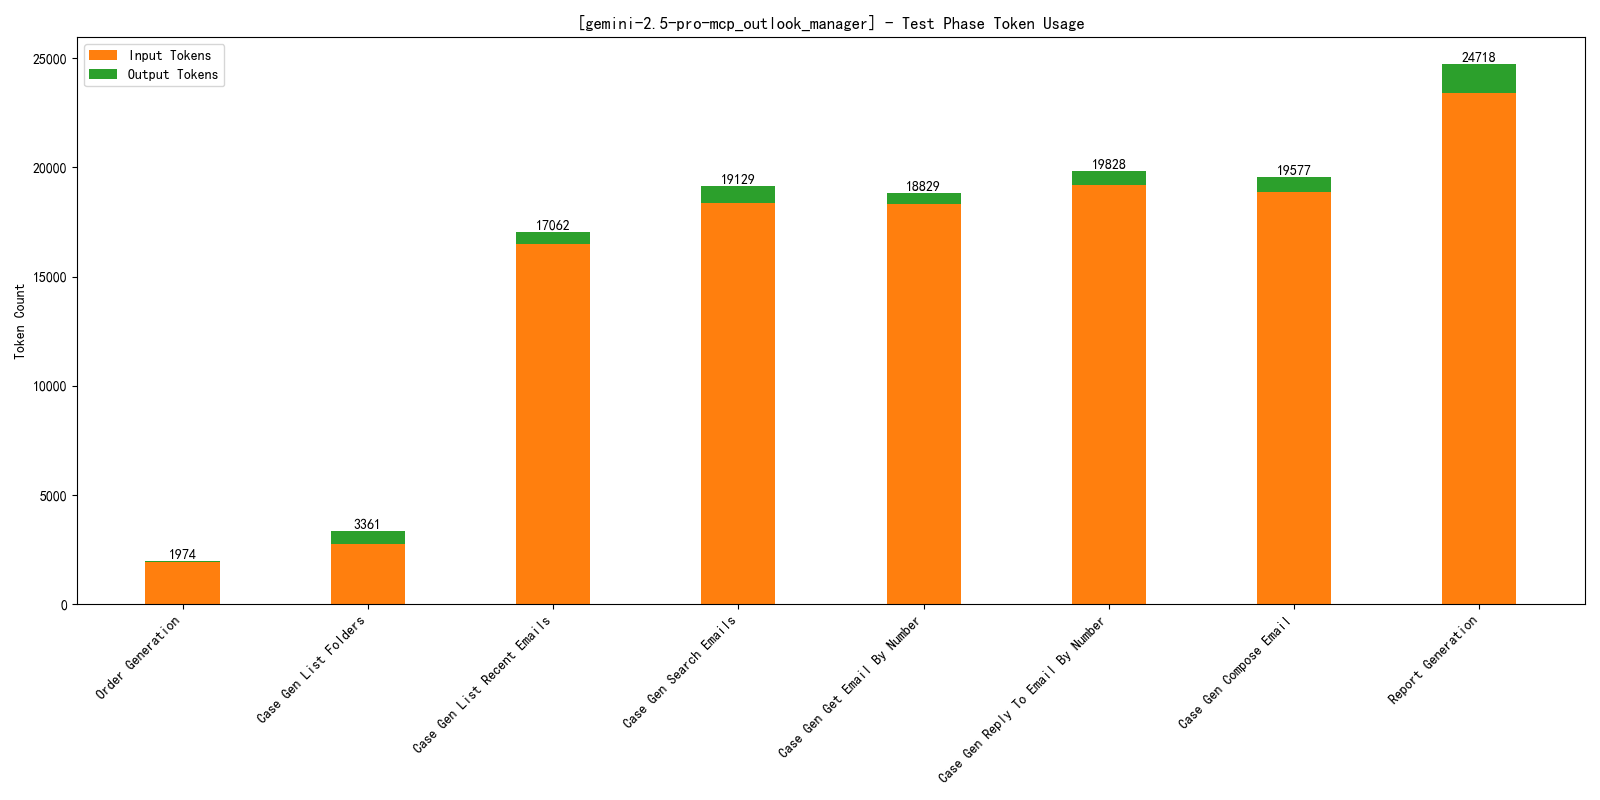 [gemini-2.5-pro-mcp_outlook_manager] - Test Phase Token Usage
Input Tokens
Output Tokens
Token Count
25000
20000
15000
10000
5000
0
1974
3361
17062
19129
18829
19828
19577
24718
Order Generation
Case Gen List Folders
Case Gen List Recent Emails
Case Gen Search Emails
Case Gen Get Email By Number
Case Gen Reply To Email By Number
Case Gen Compose Email
Report Generation